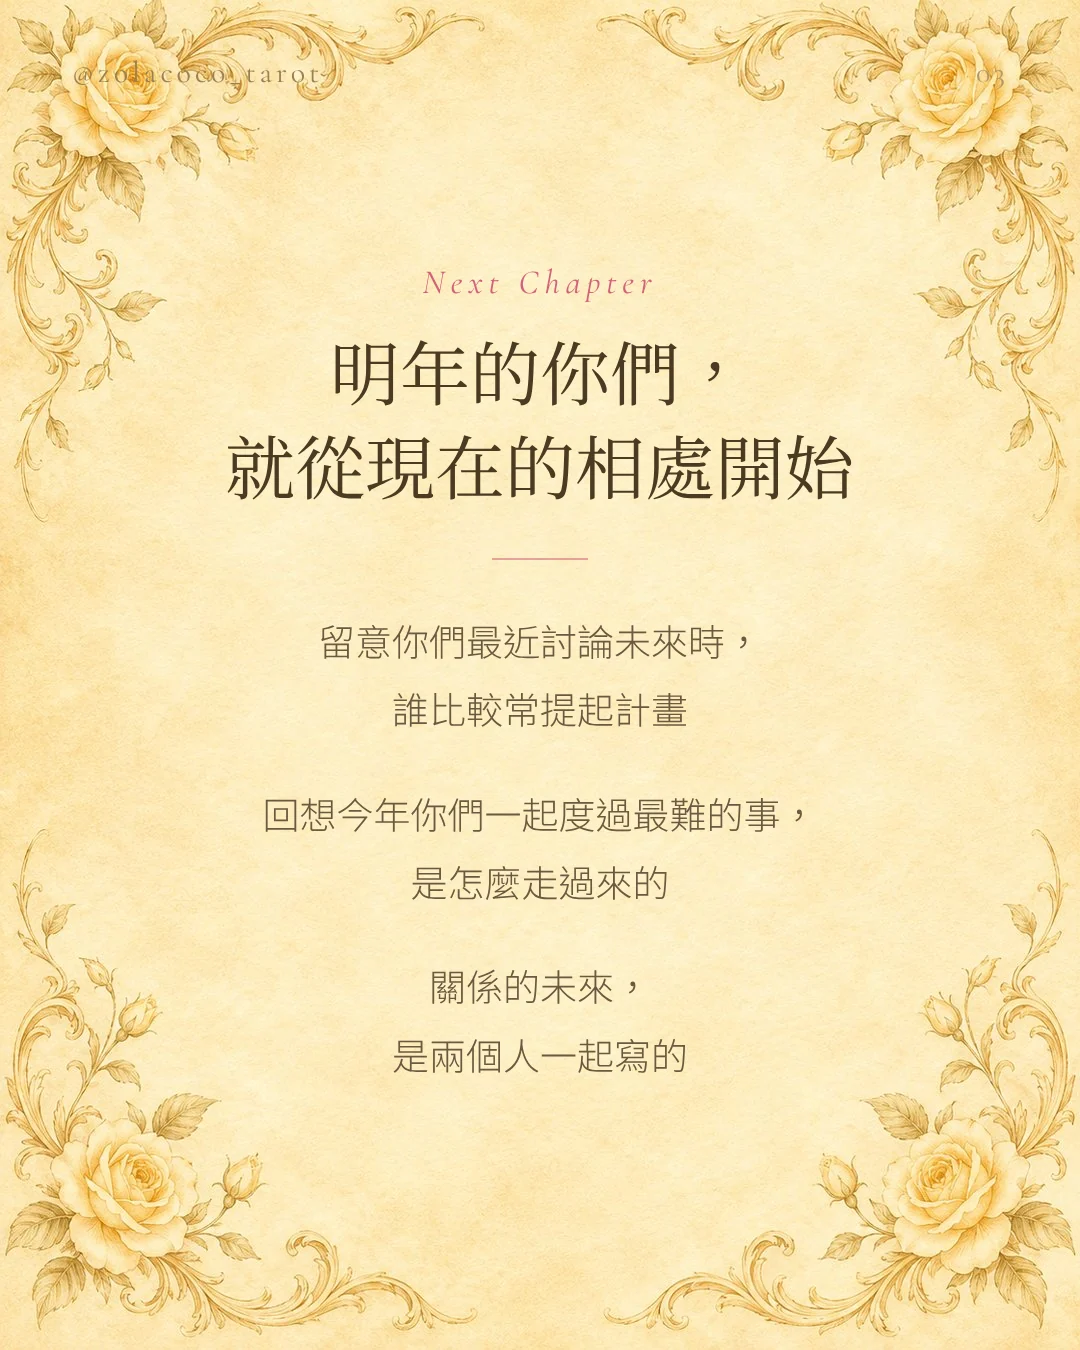 @zolacoco_tarot
03
Next Chapter
明年的你們，
就從現在的相處開始
留意你們最近討論未來時，
誰比較常提起計畫
回想今年你們一起度過最難的事，
是怎麼走過來的
關係的未來，
是兩個人一起寫的